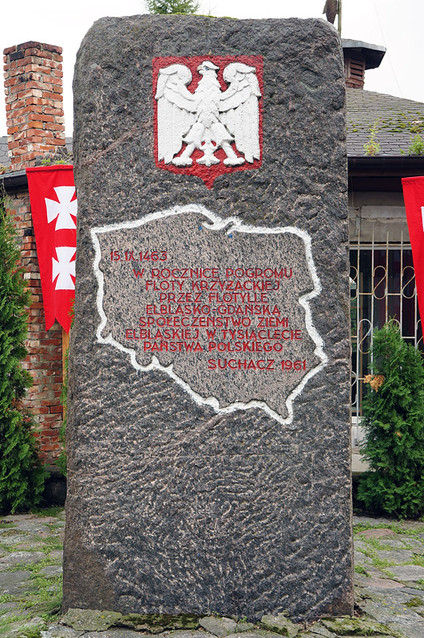 15.IX.1463
W ROCZNICĘ POGROMU
FLOTY KRZYŻACKIEJ
PRZEZ FLOTYLLĘ
ELBLĄSKO-GDAŃSKĄ
SPOŁECZEŃSTWO ZIEMI
ELBLĄSKIEJ W TYSIĄCLECIE
PAŃSTWA POLSKIEGO
SUCHACZ 1961